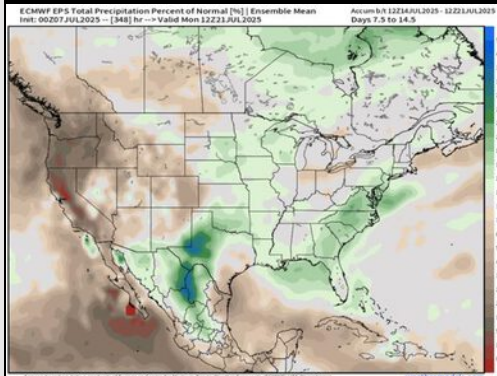 ECMWF EPS Total Precipitation Percent of Normal [%] | Ensemble Mean
Init: 00Z07JUL2025 -- [348] hr --> Valid Mon 12Z21JUL2025
Accum b/t 12Z14JUL2025 - 12Z21JUL2025
Days 7.5 to 14.5